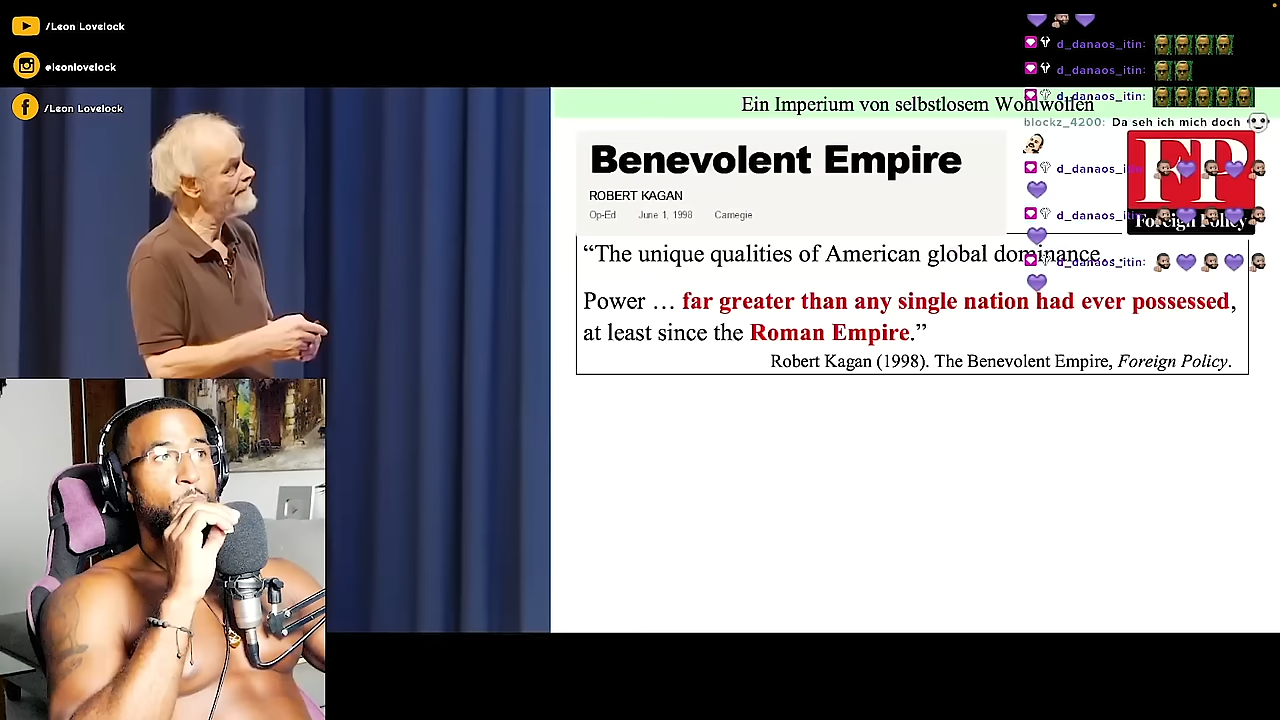 /Leon Lovelock
@leonlovelock
/Leon Lovelock
d_danaos_itin:
d_danaos_itin:
d_danaos_itin:
blockz_4200: Da seh ich mich doch
d_danaos_iti
d_danaos_iti
d_danaos_itin:
Ein Imperium von selbstlosem Wohlwollen
Benevolent Empire
ROBERT KAGAN
Op-Ed June 1, 1998 Carnegie
FP
Foreign Policy
“The unique qualities of American global dominance...
Power … far greater than any single nation had ever possessed,
at least since the Roman Empire.”
Robert Kagan (1998). The Benevolent Empire, Foreign Policy.